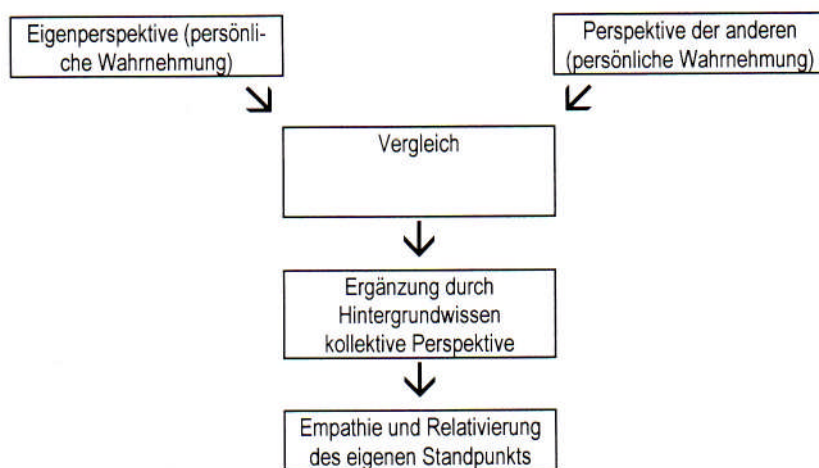 Eigenperspektive (persönli-
che Wahrnehmung)
Perspektive der anderen
(persönliche Wahrnehmung)
Vergleich
Ergänzung durch
Hintergrundwissen
kollektive Perspektive
Empathie und Relativierung
des eigenen Standpunkts